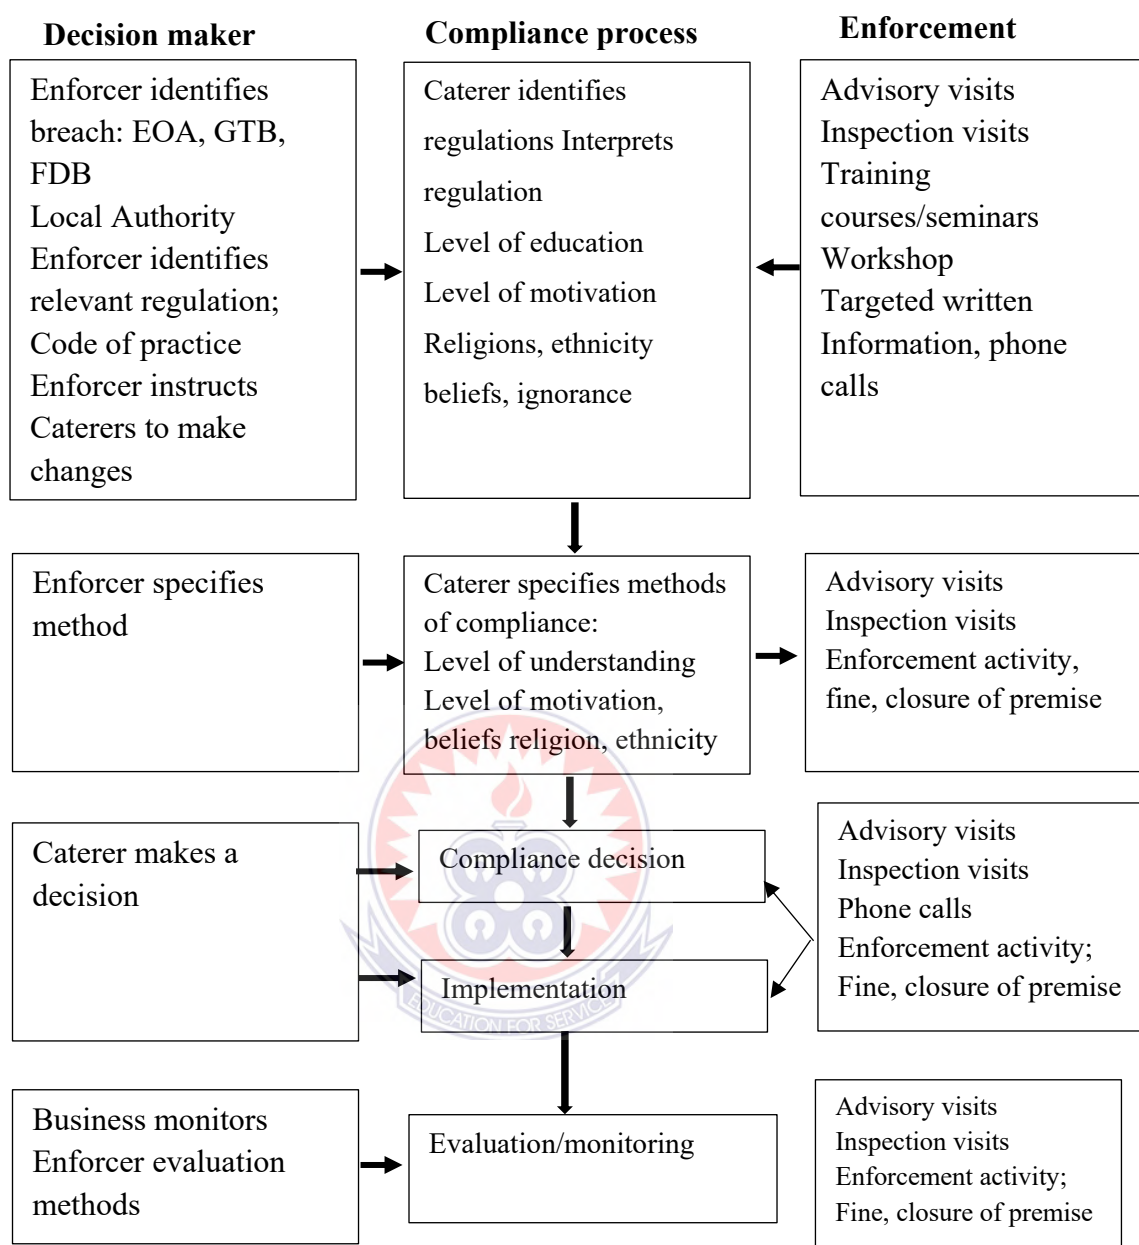 Decision maker
Compliance process
Enforcement
Enforcer identifies
breach: EOA, GTB,
FDB
Local Authority
Enforcer identifies
relevant regulation;
Code of practice
Enforcer instructs
Caterers to make
changes
Caterer identifies
regulations Interprets
regulation
Level of education
Level of motivation
Religions, ethnicity
beliefs, ignorance
Advisory visits
Inspection visits
Training
courses/seminars
Workshop
Targeted written
Information, phone
calls
Enforcer specifies
method
Caterer specifies methods
of compliance:
Level of understanding
Level of motivation,
beliefs religion, ethnicity
Advisory visits
Inspection visits
Enforcement activity,
fine, closure of premise
Caterer makes a
decision
Compliance decision
Implementation
EDUCATION FOR SERVICE
Advisory visits
Inspection visits
Phone calls
Enforcement activity;
Fine, closure of premise
Business monitors
Enforcer evaluation
methods
Evaluation/monitoring
Advisory visits
Inspection visits
Enforcement activity;
Fine, closure of premise